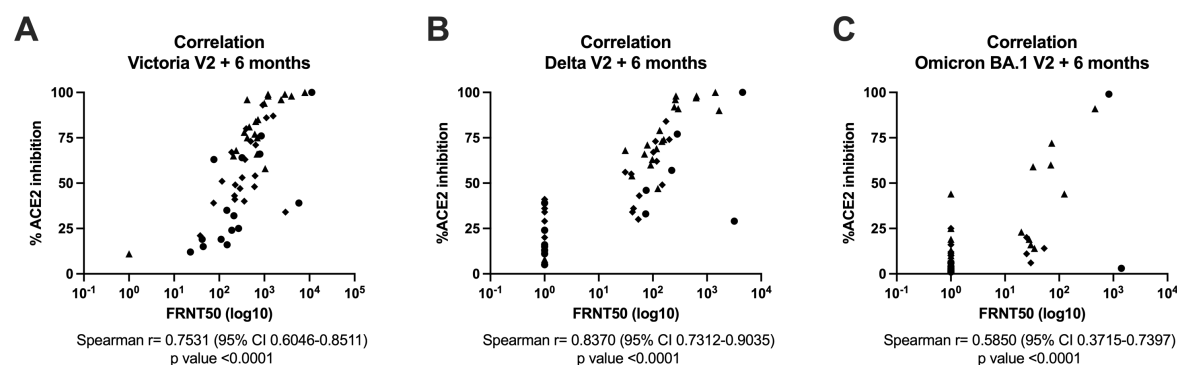 A
Correlation
Victoria V2 + 6 months
100
75
50
25
0
% ACE2 inhibition
10-1
100
101
102
103
104
105
FRNT50 (log10)
Spearman r= 0.7531 (95% CI 0.6046-0.8511)
p value <0.0001
B
Correlation
Delta V2 + 6 months
100
75
50
25
0
%ACE2 inhibition
10-1
100
101
102
103
104
FRNT50 (log10)
Spearman r= 0.8370 (95% CI 0.7312-0.9035)
p value <0.0001
C
Correlation
Omicron BA.1 V2 + 6 months
100
75
50
25
0
%ACE2 inhibition
10-1
100
101
102
103
104
FRNT50 (log10)
Spearman r= 0.5850 (95% CI 0.3715-0.7397)
p value <0.0001